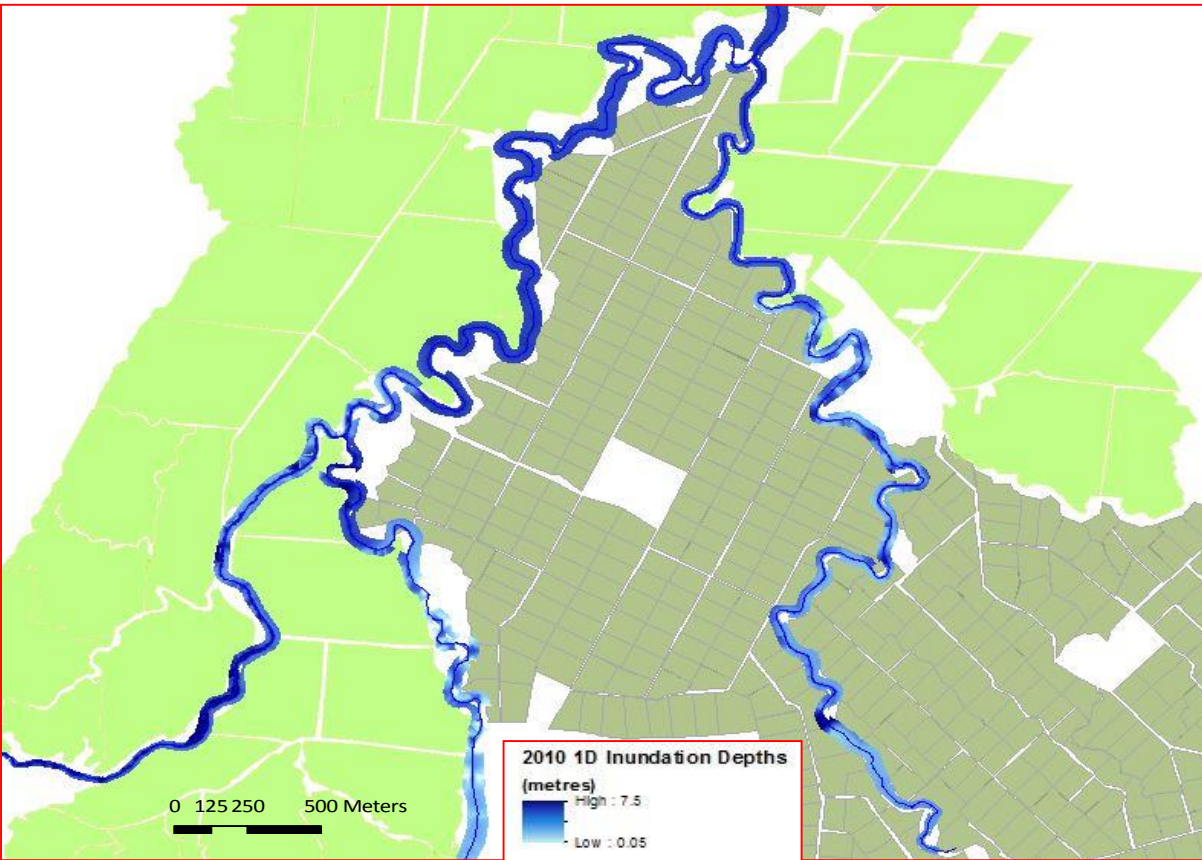 2010 1D Inundation Depths
(metres)
High : 7.5
Low : 0.05
0 125 250 500 Meters